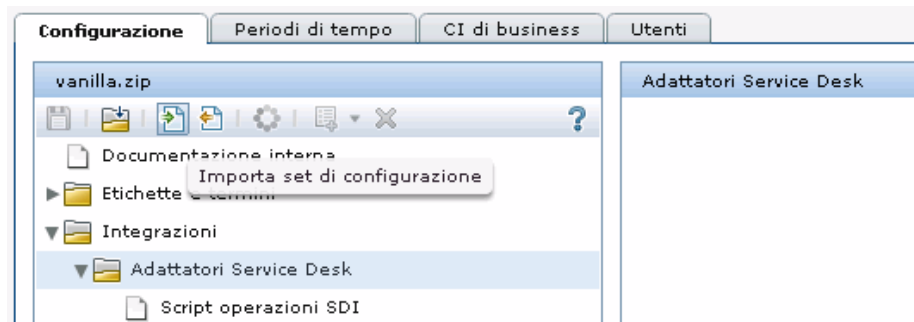 Configurazione Periodi di tempo CI di business Utenti
vanilla.zip
Adattatori Service Desk
?
Documentazione interna
Importa set di configurazione
Etichette e termini
Integrazioni
Adattatori Service Desk
Script operazioni SDI